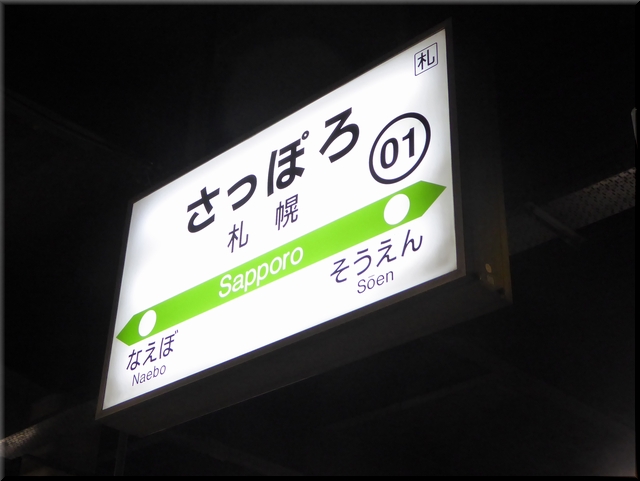 札
さっぽろ
01
札幌
Sapporo
なえぼ
Naebo
そうえん
Sōen